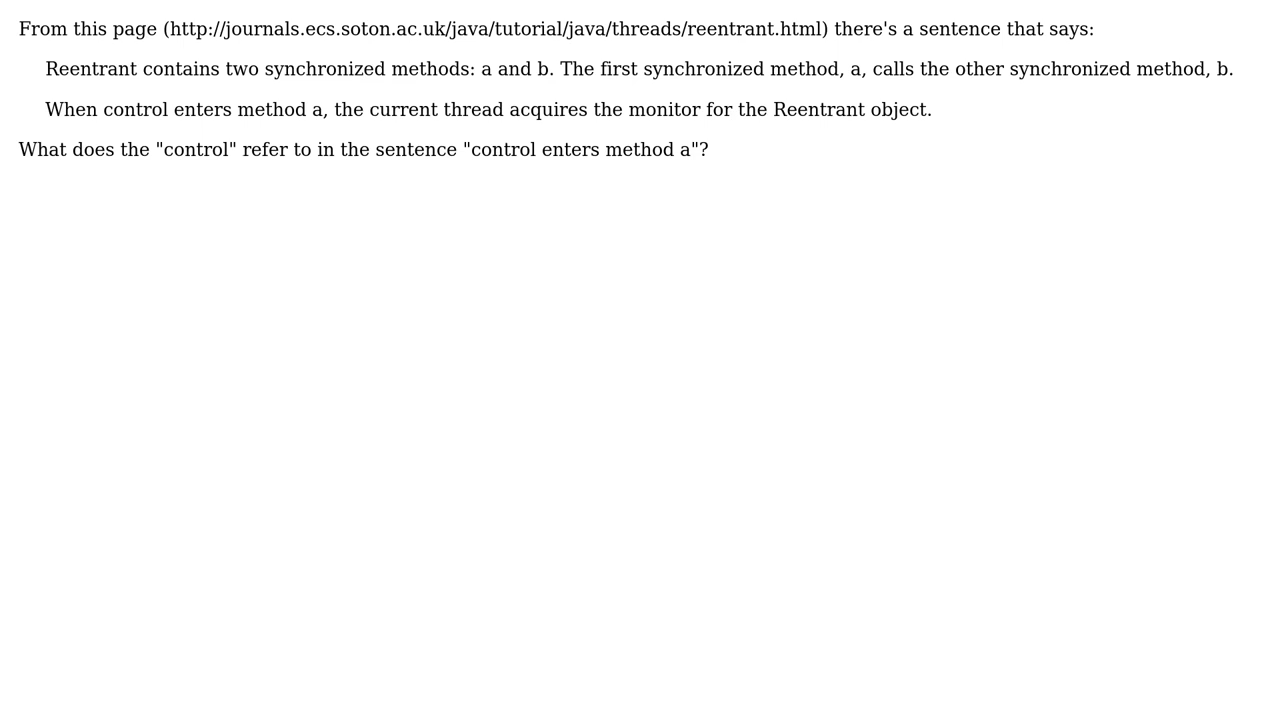 From this page (http://journals.ecs.soton.ac.uk/java/tutorial/java/threads/reentrant.html) there's a sentence that says:
Reentrant contains two synchronized methods: a and b. The first synchronized method, a, calls the other synchronized method, b.
When control enters method a, the current thread acquires the monitor for the Reentrant object.
What does the "control" refer to in the sentence "control enters method a"?